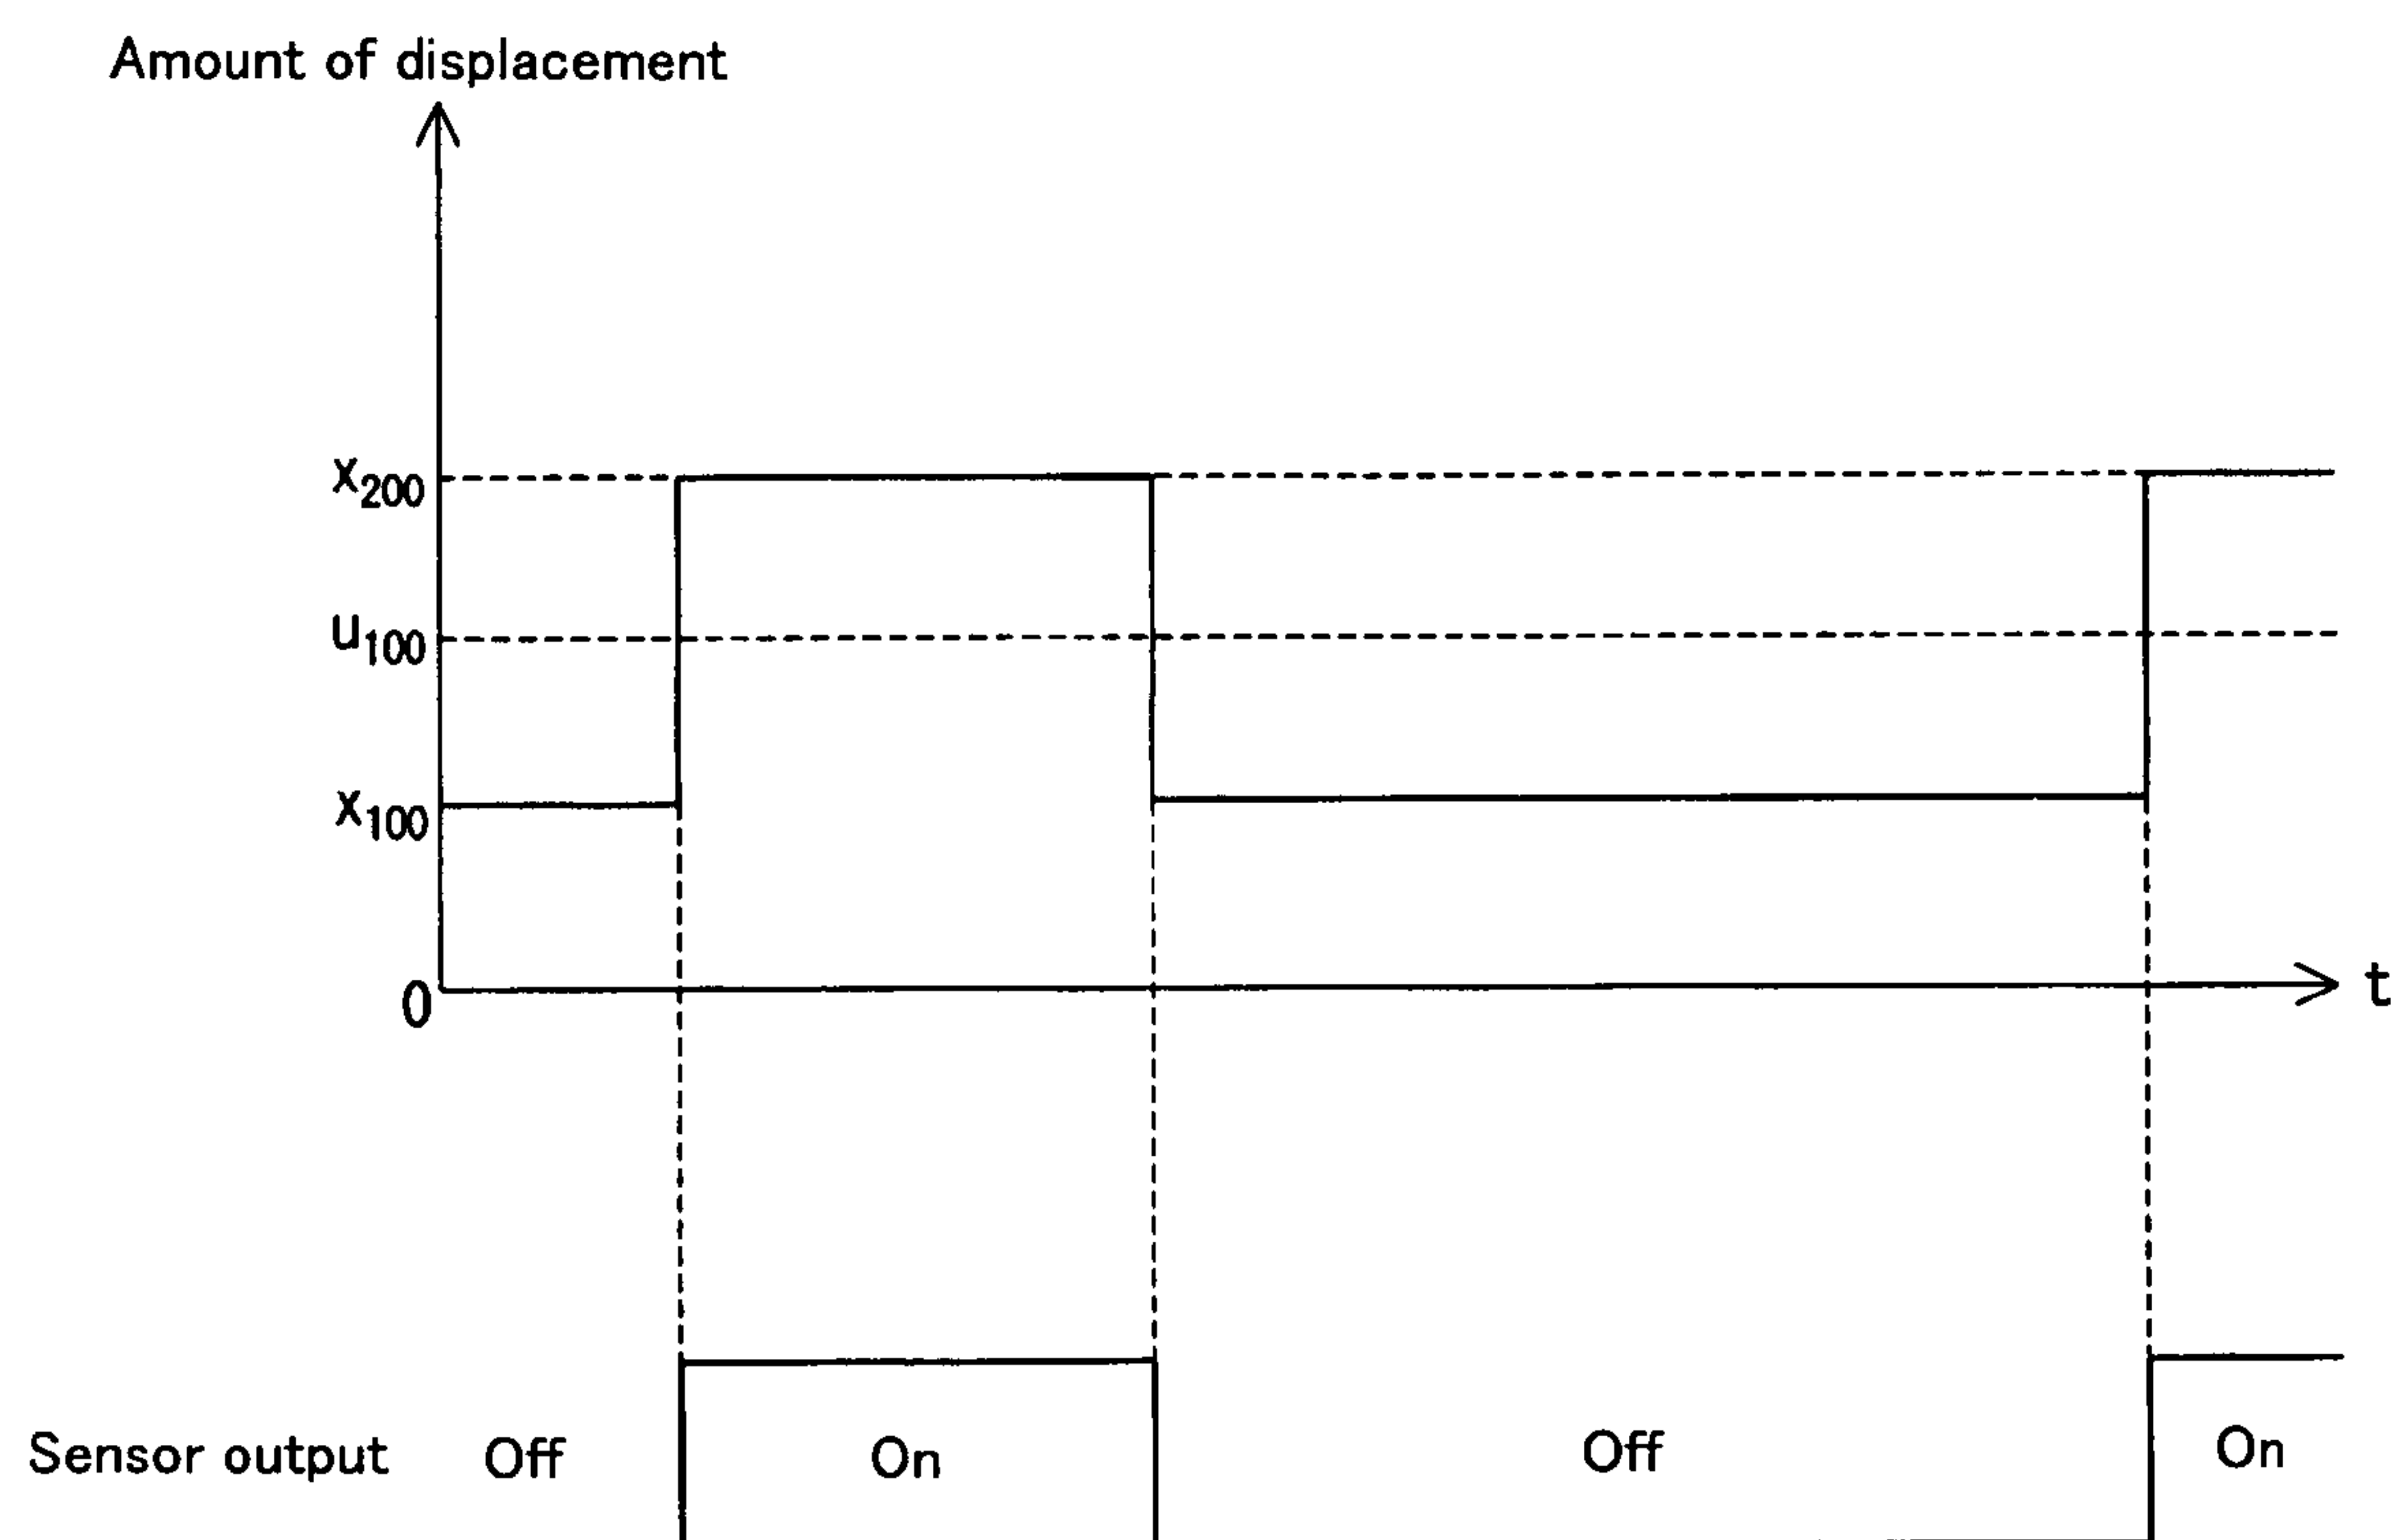 Amount of displacement
x200
u100
x100
0
t
Sensor output Off On Off On